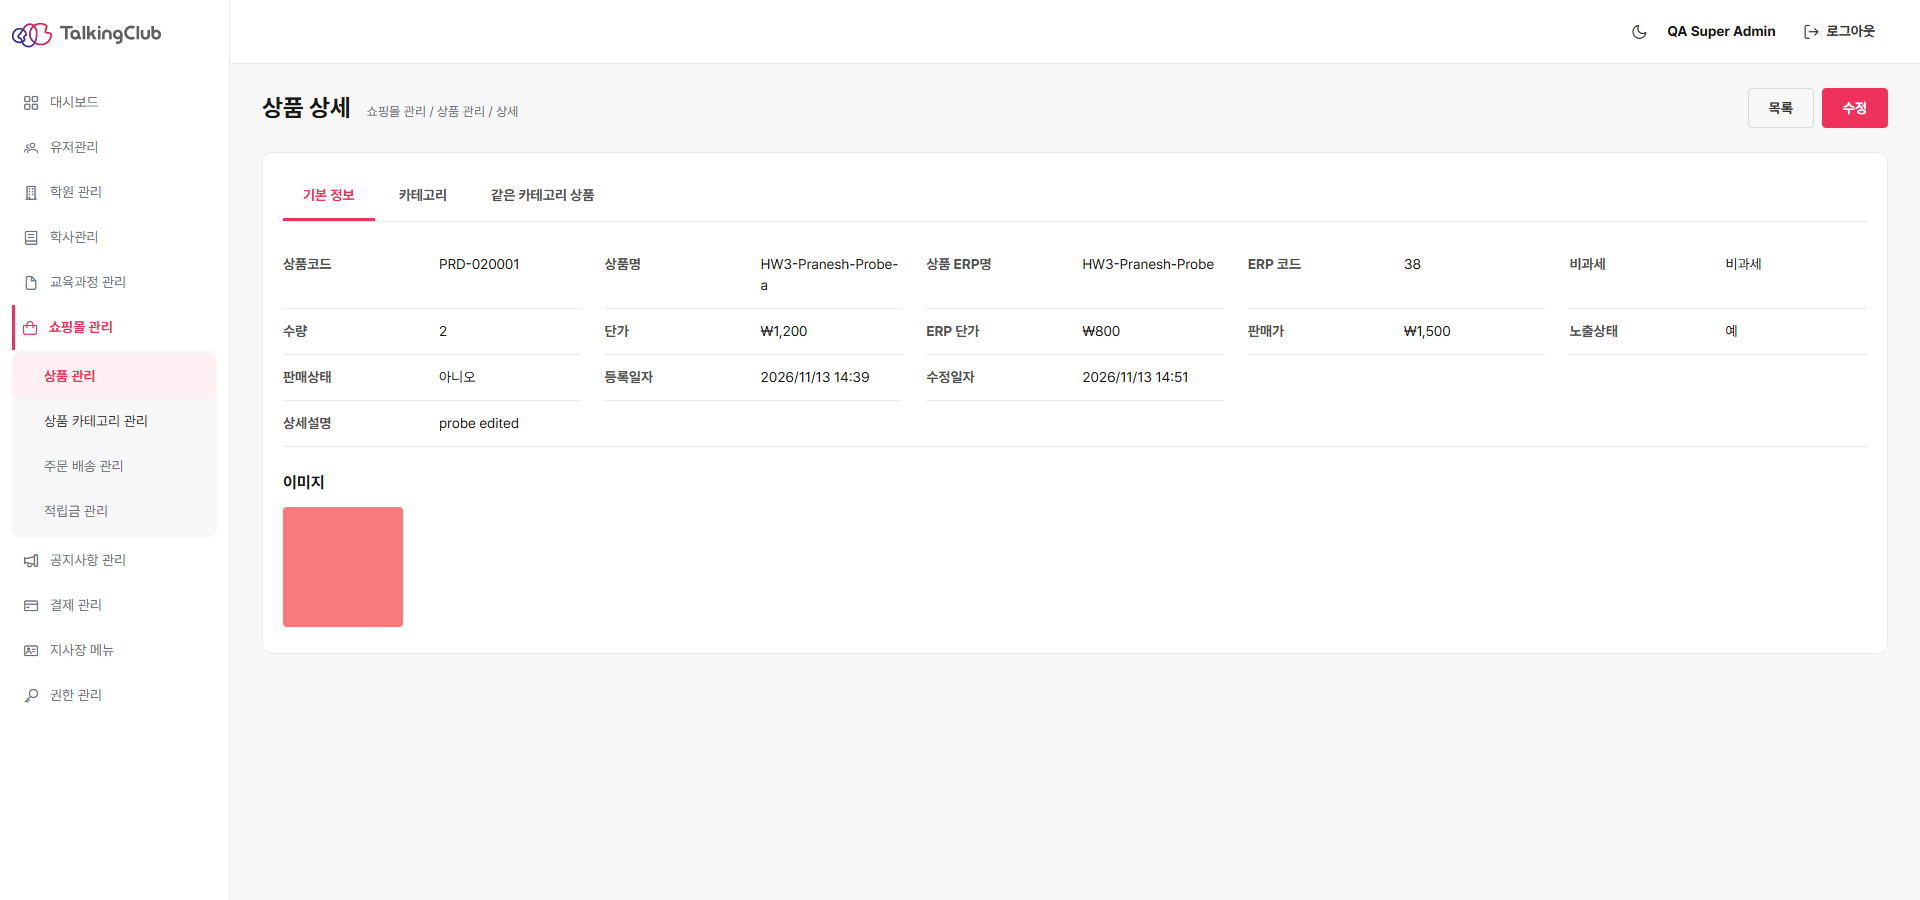 TalkingClub
QA Super Admin
로그아웃
대시보드
유저관리
학원 관리
학사관리
교육과정 관리
쇼핑몰 관리
상품 관리
상품 카테고리 관리
주문 배송 관리
적립금 관리
공지사항 관리
결제 관리
지사장 메뉴
권한 관리
상품 상세
쇼핑몰 관리 / 상품 관리 / 상세
목록
수정
기본 정보
카테고리
같은 카테고리 상품
상품코드
PRD-020001
상품명
HW3-Pranesh-Probe-
a
상품 ERP명
HW3-Pranesh-Probe
ERP 코드
38
비과세
비과세
수량
2
단가
₩1,200
ERP 단가
₩800
판매가
₩1,500
노출상태
예
판매상태
아니오
등록일자
2026/11/13 14:39
수정일자
2026/11/13 14:51
상세설명
probe edited
이미지